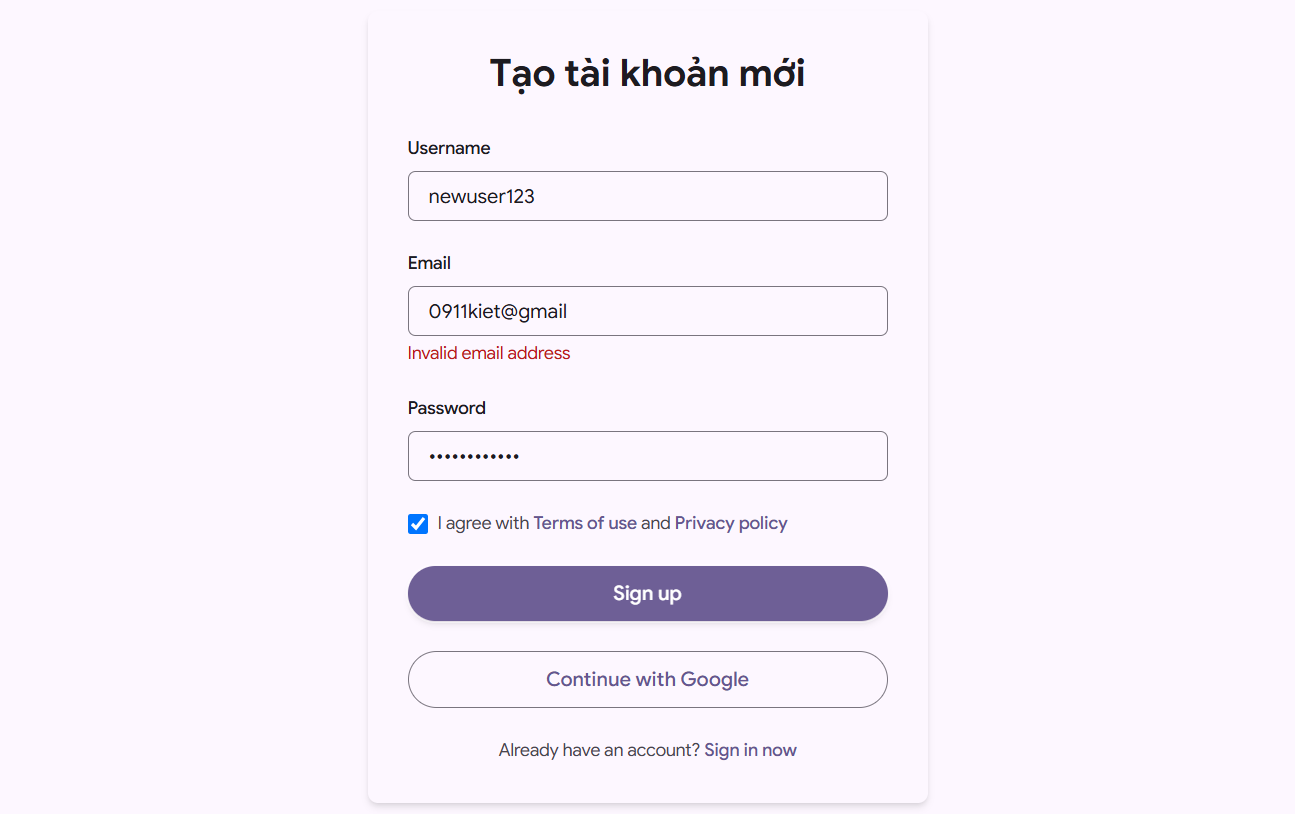 Tạo tài khoản mới
Username
newuser123
Email
0911kiet@gmail
Invalid email address
Password
••••••••••••
I agree with Terms of use and Privacy policy
Sign up
Continue with Google
Already have an account? Sign in now